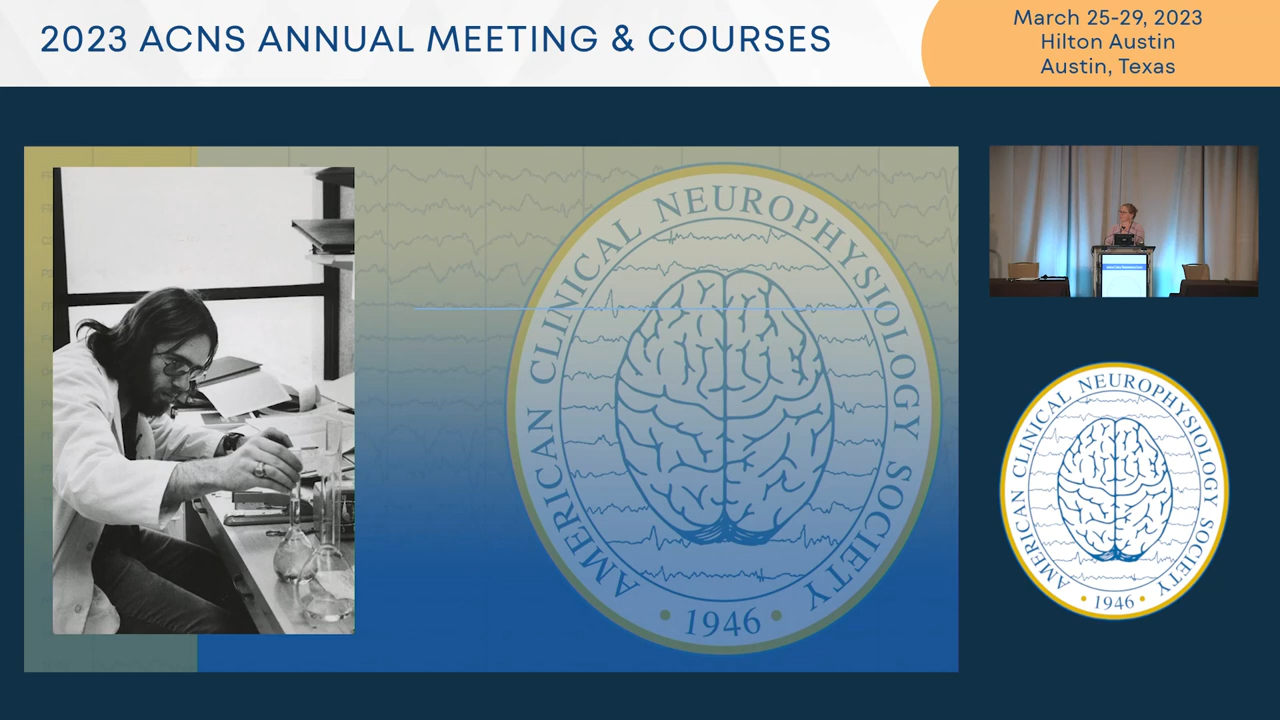 2023 ACNS ANNUAL MEETING & COURSES
March 25-29, 2023
Hilton Austin
Austin, Texas
AMERICAN CLINICAL NEUROPHYSIOLOGY SOCIETY
1946
AMERICAN CLINICAL NEUROPHYSIOLOGY SOCIETY
1946